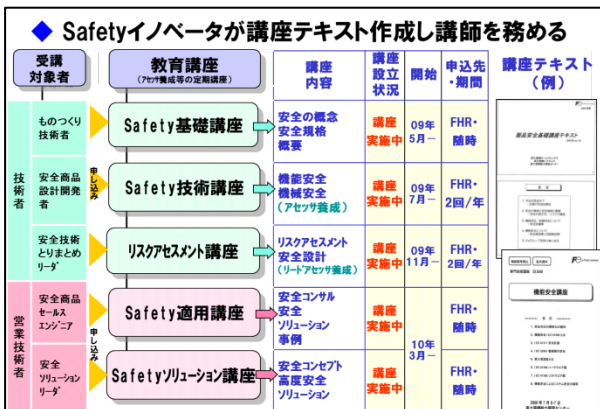 ◆ Safetyイノベータが講座テキスト作成し講師を務める
受講
対象者
教育講座
(アセッサ養成等の定期講座)
講座
内容
講座
設立
状況
開始
申込先
・期間
講座テキスト
(例)
技術者
申し込み
ものつくり
技術者
Safety基礎講座
安全の概念
安全規格
概要
講座
実施中
09年
5月ー
FHR・
随時
安全商品
設計開発
者
Safety技術講座
機能安全
機械安全
(アセッサ養成)
講座
実施中
09年
7月ー
FHR・
2回/年
安全技術
とりまとめ
リーダ
リスクアセスメント講座
リスクアセスメント
安全設計
(リードアセッサ養成)
講座
実施中
09年
11月ー
FHR・
2回/年
営業技術者
申し込み
安全商品
セールス
エンジニア
Safety適用講座
安全コンサル
安全
ソリューション
事例
講座
実施中
10年
3月ー
FHR・
随時
安全
ソリューション
リーダ
Safetyソリューション講座
安全コンセプト
高度安全
ソリューション
講座
実施中
FHR・
随時
製品安全基礎講座テキスト
機能安全講座